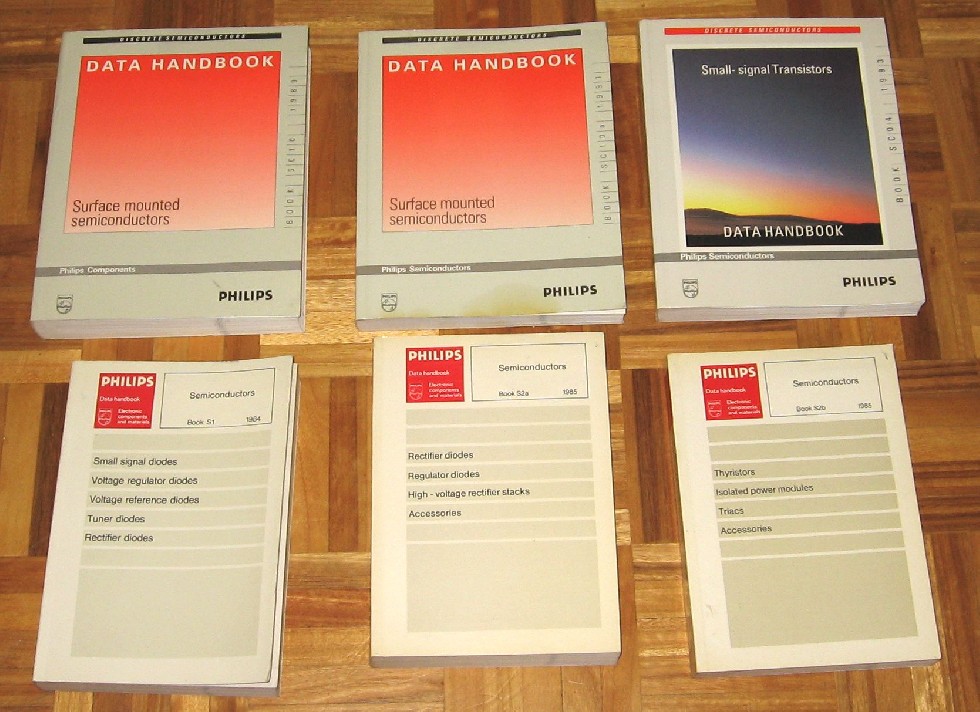 DISCRETE SEMICONDUCTORS
DATA HANDBOOK
Surface mounted
semiconductors
Philips Components
PHILIPS
DISCRETE SEMICONDUCTORS
DATA HANDBOOK
Surface mounted
semiconductors
Philips Semiconductors
PHILIPS
DISCRETE SEMICONDUCTORS
Small-signal Transistors
DATA HANDBOOK
BOOK SC04 1993
Philips Semiconductors
PHILIPS
PHILIPS
Data handbook
Electronic
components
and materials
Semiconductors
Book S1 1984
Small signal diodes
Voltage regulator diodes
Voltage reference diodes
Tuner diodes
Rectifier diodes
PHILIPS
Data handbook
Electronic
components
and materials
Semiconductors
Book S2a 1985
Rectifier diodes
Regulator diodes
High - voltage rectifier stacks
Accessories
PHILIPS
Data handbook
Electronic
components
and materials
Semiconductors
Book S2b 1985
Thyristors
Isolated power modules
Triacs
Accessories